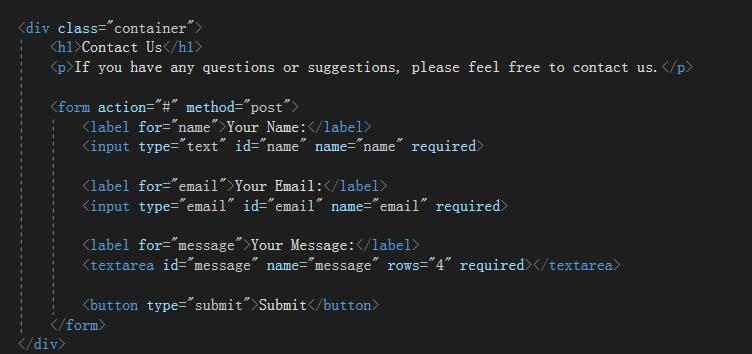 <div class="container">
<h1>Contact Us</h1>
<p>If you have any questions or suggestions, please feel free to contact us.</p>
<form action="#" method="post">
<label for="name">Your Name:</label>
<input type="text" id="name" name="name" required>
<label for="email">Your Email:</label>
<input type="email" id="email" name="email" required>
<label for="message">Your Message:</label>
<textarea id="message" name="message" rows="4" required></textarea>
<button type="submit">Submit</button>
</form>
</div>